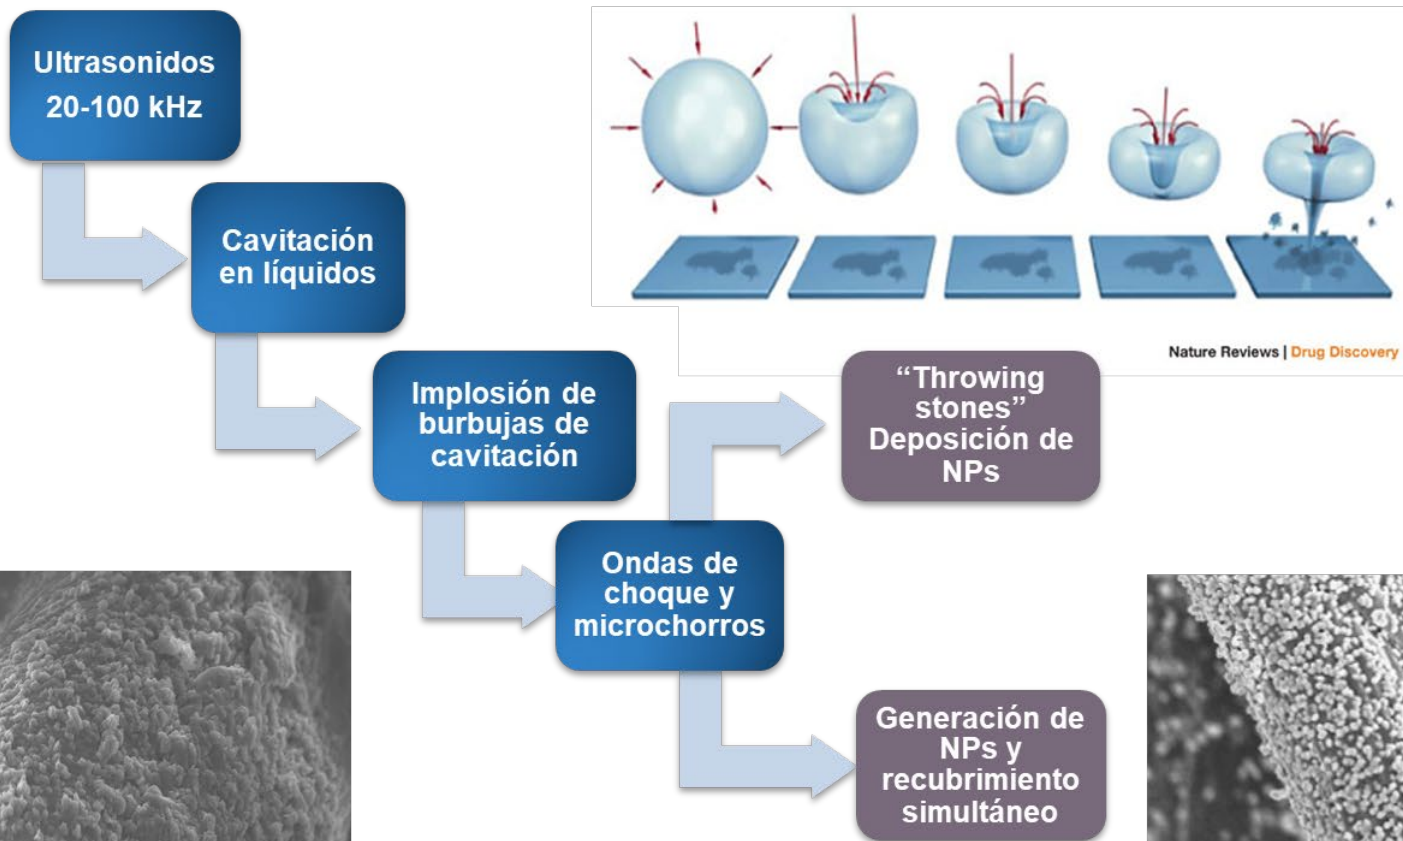 Ultrasonidos
20-100 kHz
Cavitación
en líquidos
Implosión de
burbujas de
cavitación
Ondas de
choque y
microchorros
Nature Reviews | Drug Discovery
“Throwing
stones”
Deposición de
NPs
Generación de
NPs y
recubrimiento
simultáneo